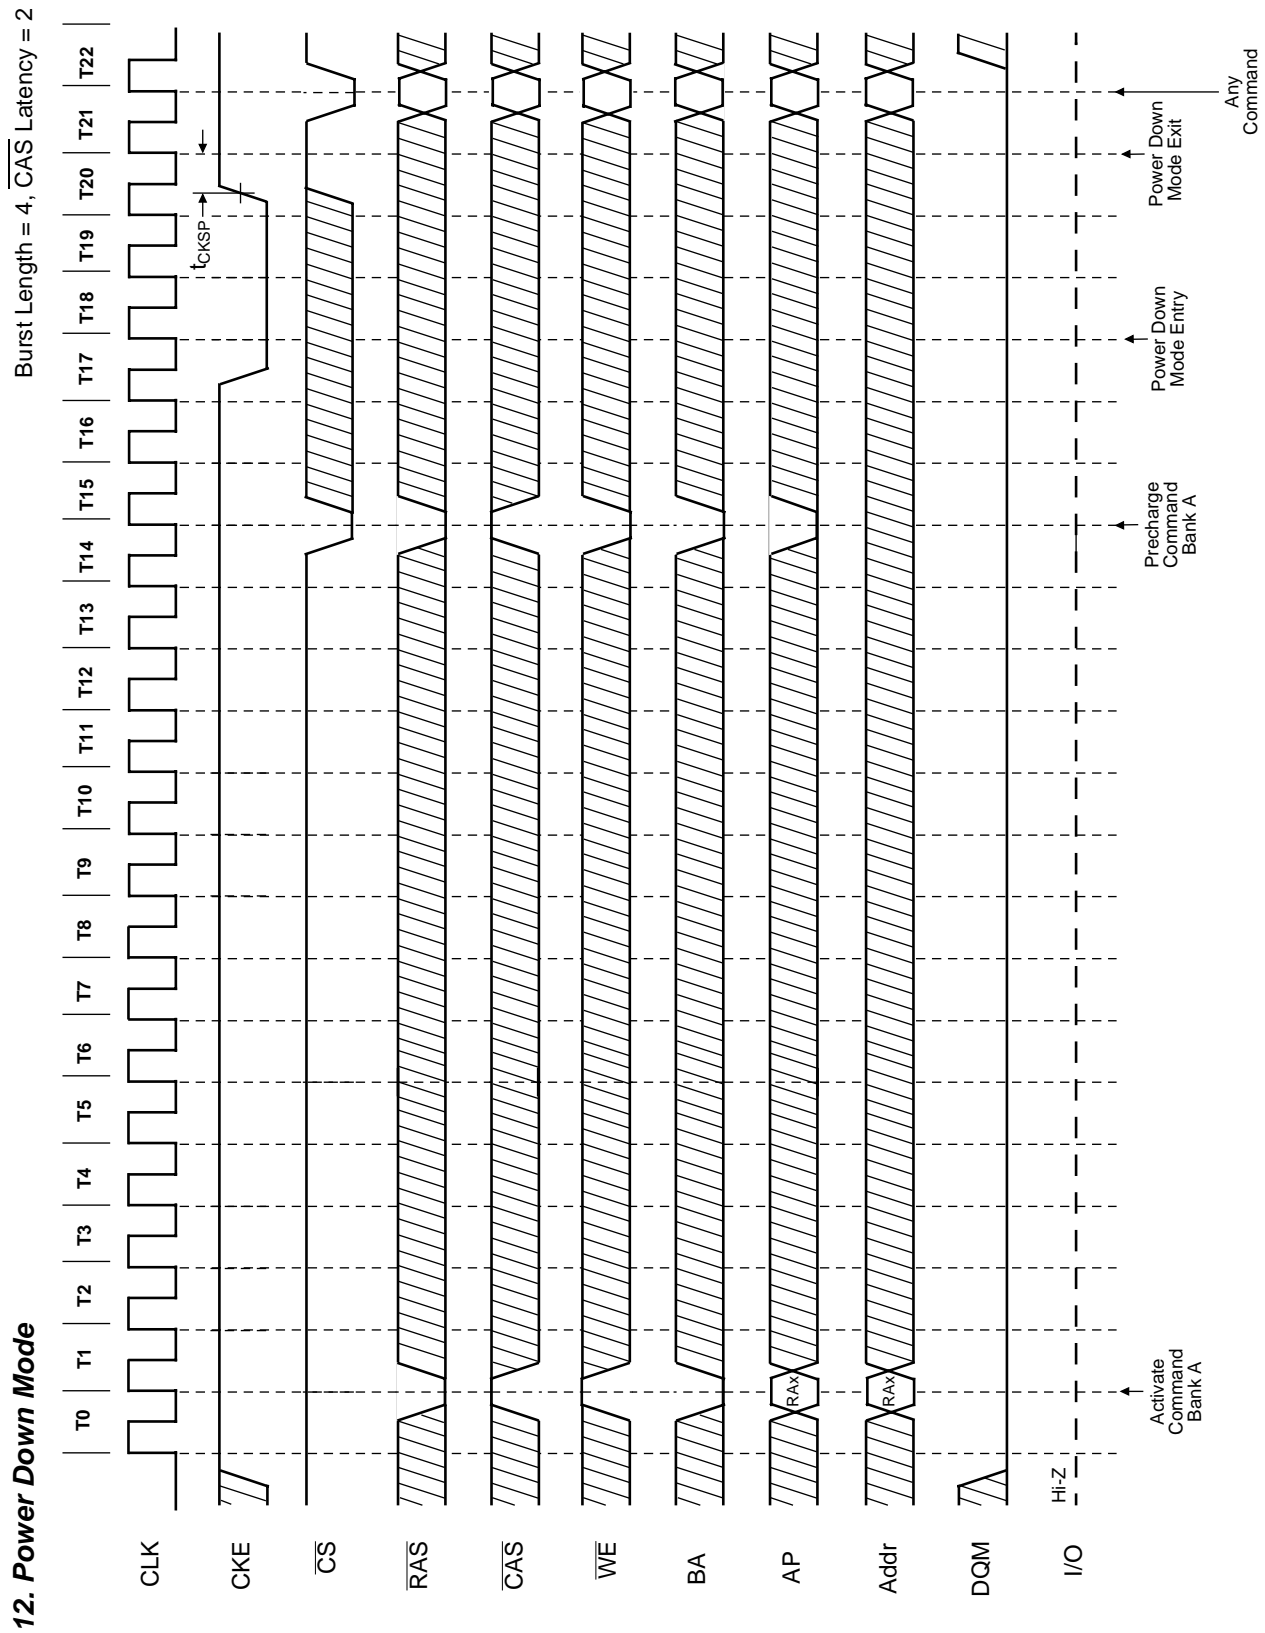 12. Power Down Mode
Burst Length = 4, CAS Latency = 2
T0 T1 T2 T3 T4 T5 T6 T7 T8 T9 T10 T11 T12 T13 T14 T15 T16 T17 T18 T19 T20 T21 T22
CLK
tCKSP
CKE
CS
RAS
CAS
WE
BA
AP
RAx
Addr
RAx
DQM
Hi-Z
I/O
Activate
Command
Bank A
Precharge
Command
Bank A
Power Down
Mode Entry
Power Down
Mode Exit
Any
Command